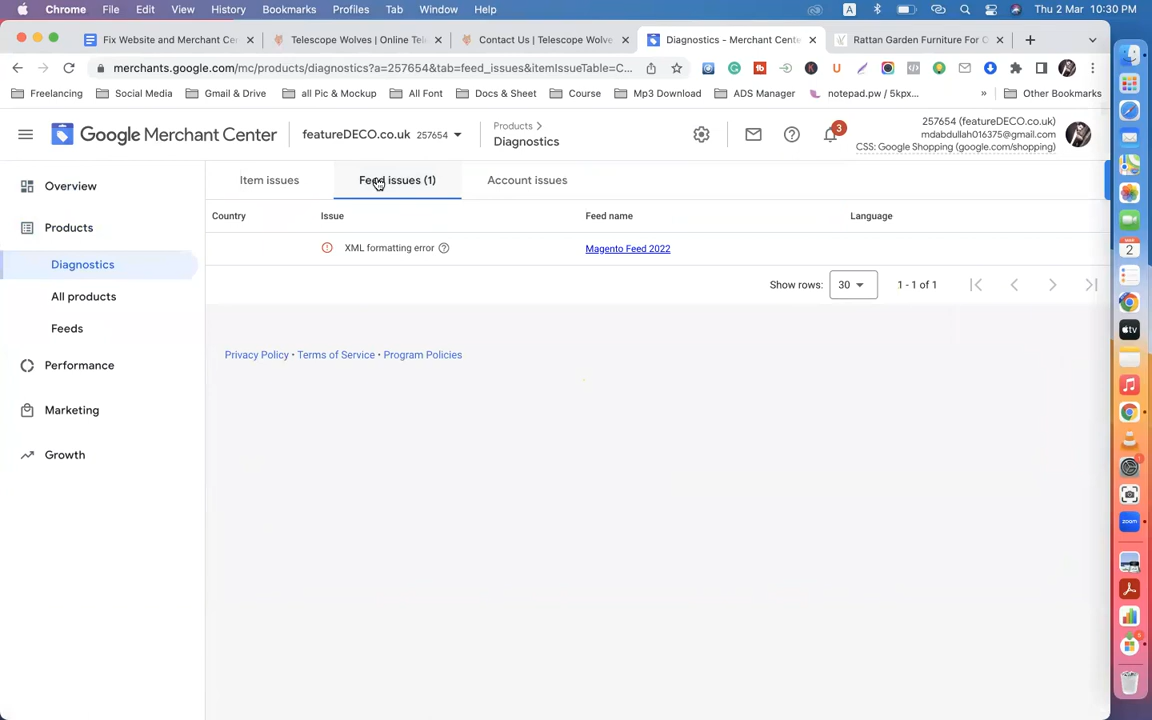 Chrome File Edit View History Bookmarks Profiles Tab Window Help A Thu 2 Mar 10:30 PM
Fix Website and Merchant Ce
Telescope Wolves | Online Tel
Contact Us | Telescope Wolve
Diagnostics - Merchant Cente
Rattan Garden Furniture For O
merchants.google.com/mc/products/diagnostics?a=257654&tab=feed_issues&itemIssueTable=C...
Freelancing Social Media Gmail & Drive all Pic & Mockup All Font Docs & Sheet Course Mp3 Download ADS Manager notepad.pw / 5kpx... » Other Bookmarks
Google Merchant Center
featureDECO.co.uk 257654
Products
Diagnostics
3
257654 (featureDECO.co.uk)
mdabdullah016375@gmail.com
CSS: Google Shopping (google.com/shopping)
Overview
Products
Diagnostics
All products
Feeds
Performance
Marketing
Growth
Item issues Feed issues (1) Account issues
Country Issue Feed name Language
XML formatting error Magento Feed 2022
Show rows: 30 1 - 1 of 1
Privacy Policy • Terms of Service • Program Policies
MAR
2
tv
zoom